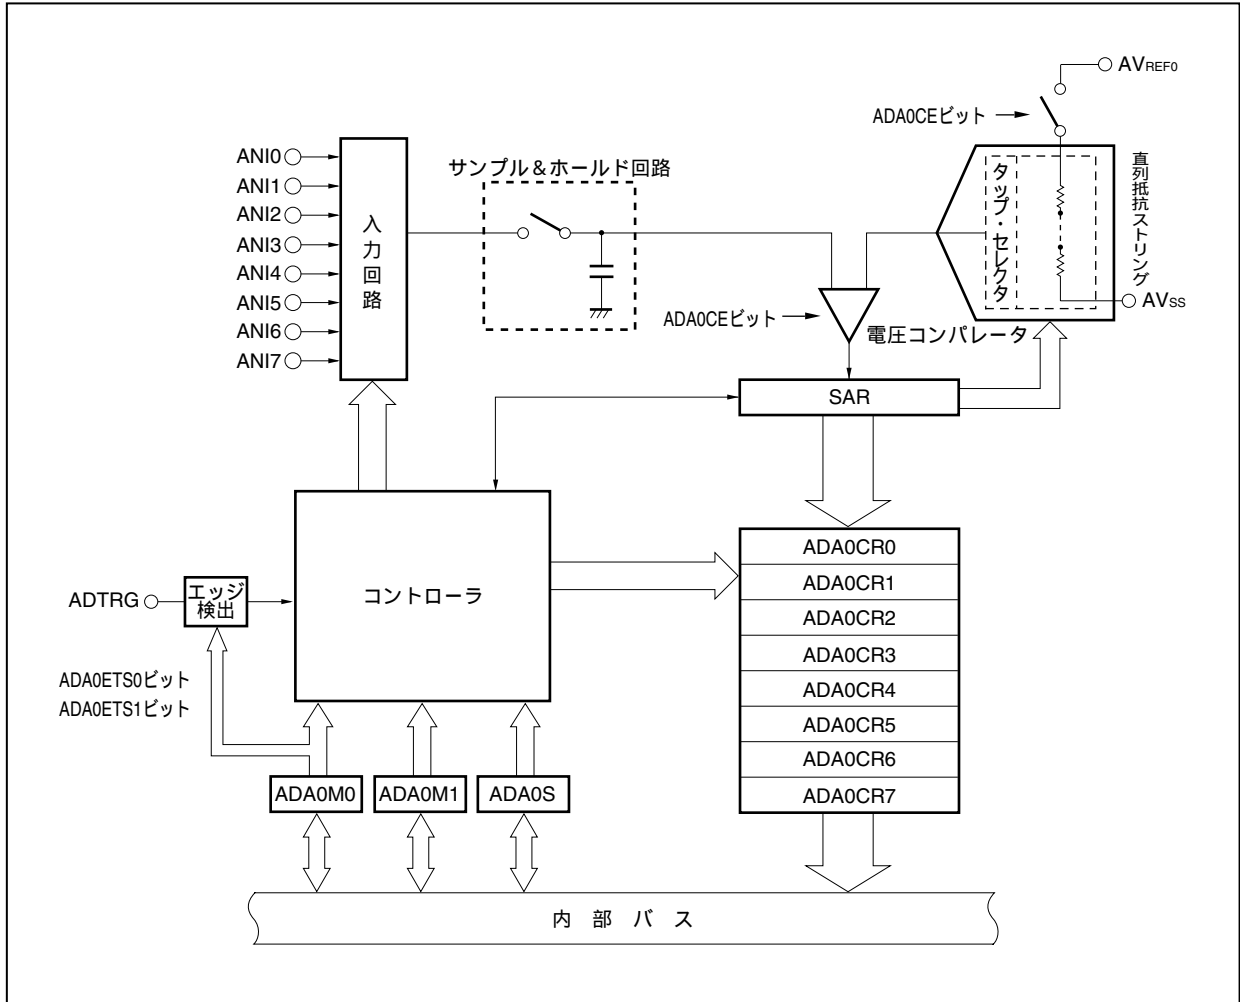 AVREF0
ADA0CEビット
サンプル＆ホールド回路
直列抵抗ストリング
タップ・セレクタ
ANI0
ANI1
ANI2
ANI3
ANI4
ANI5
ANI6
ANI7
入力回路
AVSS
ADA0CEビット
電圧コンパレータ
SAR
ADTRG
エッジ
検出
コントローラ
ADA0ETS0ビット
ADA0ETS1ビット
ADA0CR0
ADA0CR1
ADA0CR2
ADA0CR3
ADA0CR4
ADA0CR5
ADA0CR6
ADA0CR7
ADA0M0
ADA0M1
ADA0S
内部バス